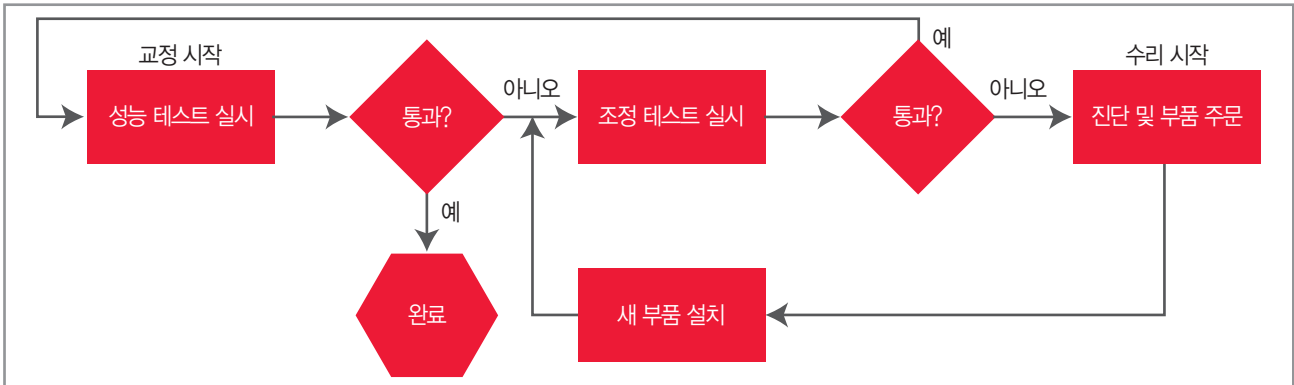 교정 시작
성능 테스트 실시
통과?
아니오
예
완료
조정 테스트 실시
통과?
예
아니오
수리 시작
진단 및 부품 주문
새 부품 설치